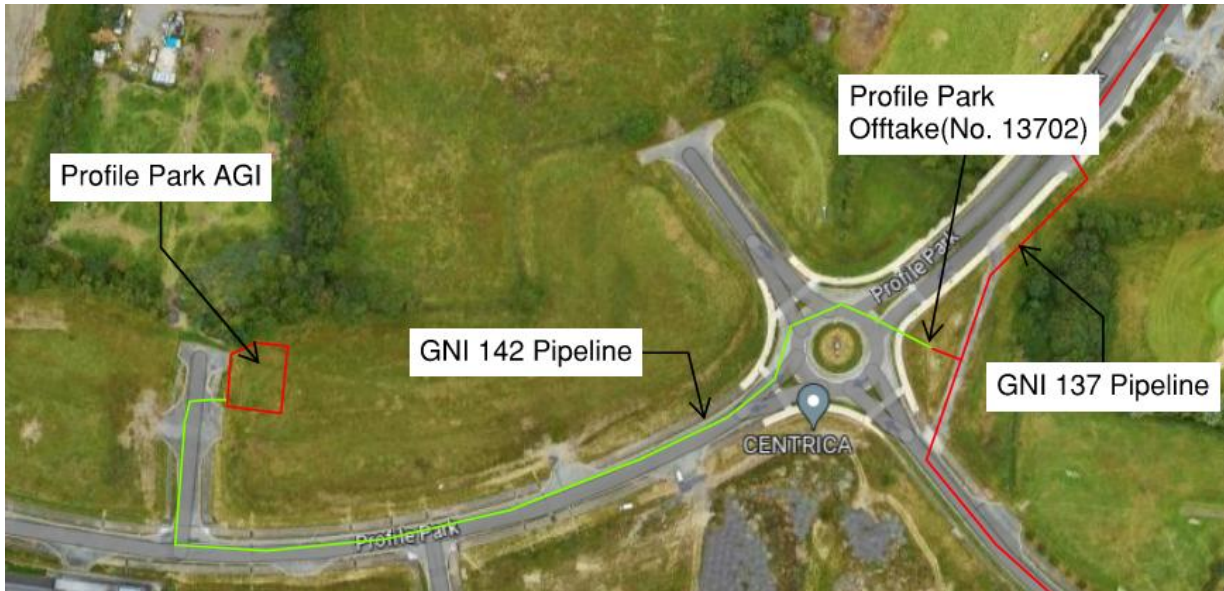 Profile Park
Offtake(No. 13702)
Profile Park AGI
Profile Park
GNI 142 Pipeline
GNI 137 Pipeline
CENTRICA
Profile Park